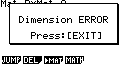 Dimension ERROR
Press:[EXIT]
JUMP DEL ▶MAT MATH